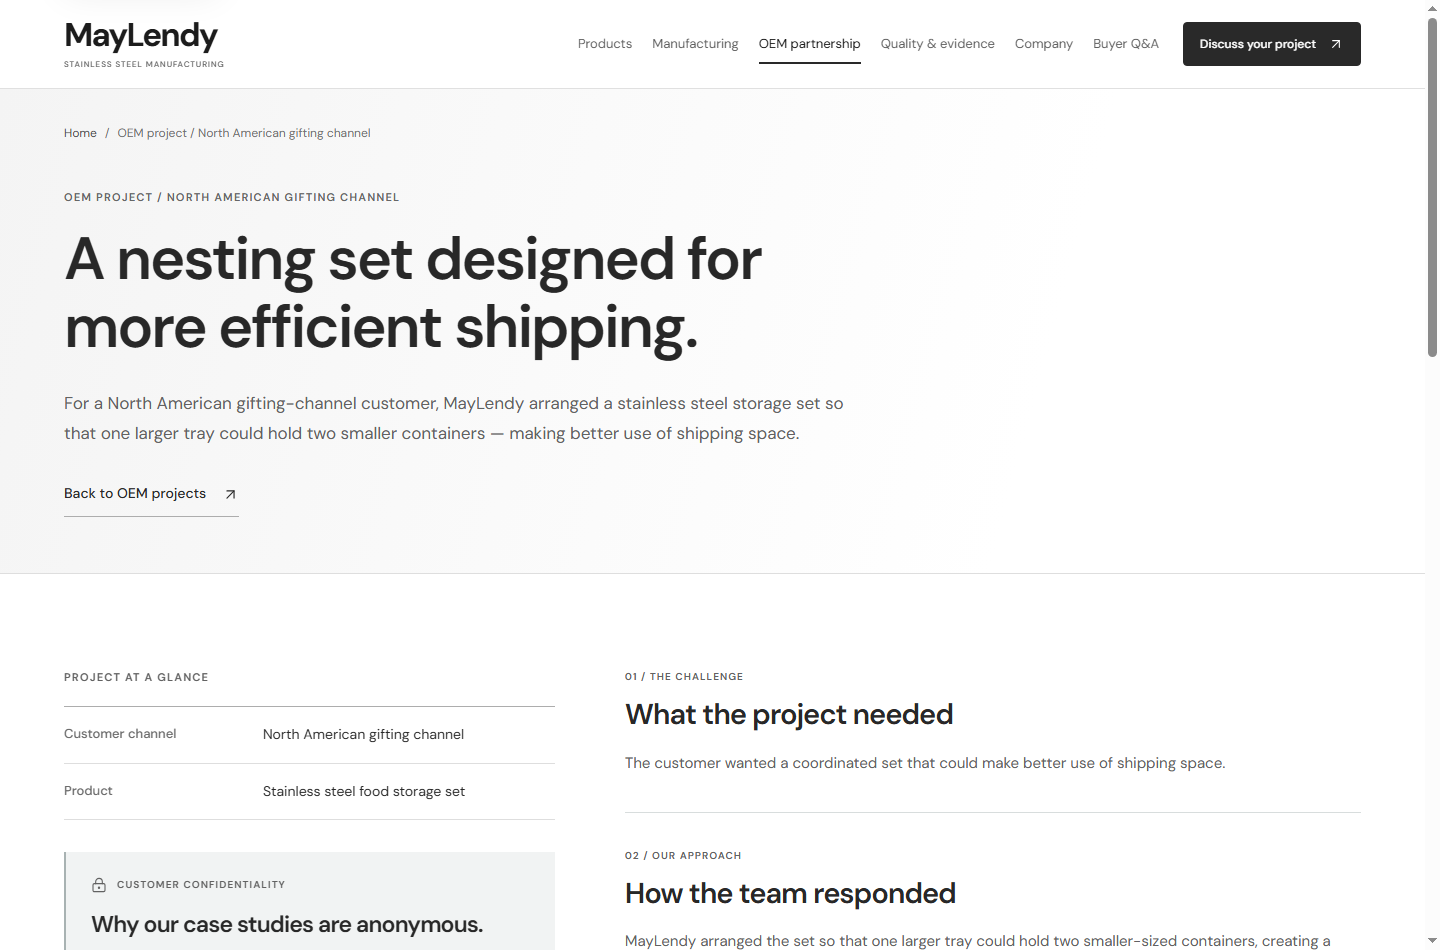 MayLendy
STAINLESS STEEL MANUFACTURING
Products
Manufacturing
OEM partnership
Quality & evidence
Company
Buyer Q&A
Discuss your project
Home / OEM project / North American gifting channel
OEM PROJECT / NORTH AMERICAN GIFTING CHANNEL
A nesting set designed for
more efficient shipping.
For a North American gifting-channel customer, MayLendy arranged a stainless steel storage set so
that one larger tray could hold two smaller containers — making better use of shipping space.
Back to OEM projects
PROJECT AT A GLANCE
Customer channel North American gifting channel
Product Stainless steel food storage set
CUSTOMER CONFIDENTIALITY
Why our case studies are anonymous.
01 / THE CHALLENGE
What the project needed
The customer wanted a coordinated set that could make better use of shipping space.
02 / OUR APPROACH
How the team responded
MayLendy arranged the set so that one larger tray could hold two smaller-sized containers, creating a